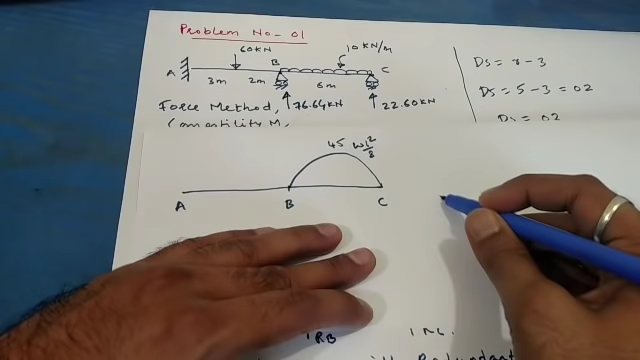 Problem No- 01
60KN
10 KN/m
A
B
C
3m
2m
6m
Force Method,
76.64KN
22.60KN
Ds = r - 3
Ds = 5 - 3 = 02
Ds = 02
45
wl²/8
A
B
C